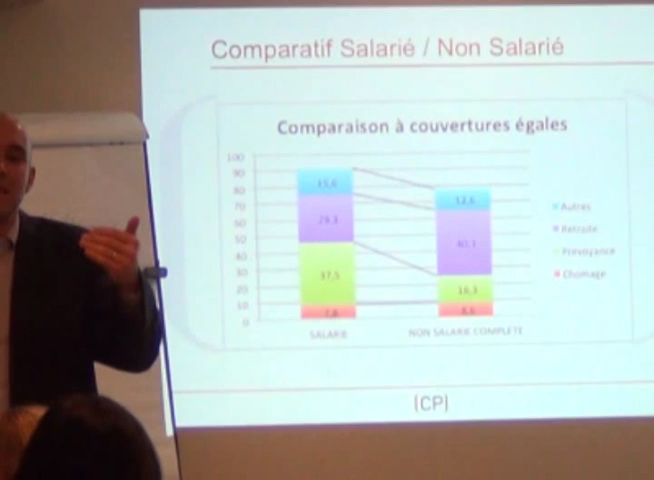 Comparatif Salarié / Non Salarié
Comparaison à couvertures égales
100
90
80
70
60
50
40
30
20
10
0
15,6
29,3
37,5
7,8
12,6
40,3
16,3
SALARIE
NON SALARIE COMPLETE
Autres
Retraite
Prévoyance
Chomage
|CP|